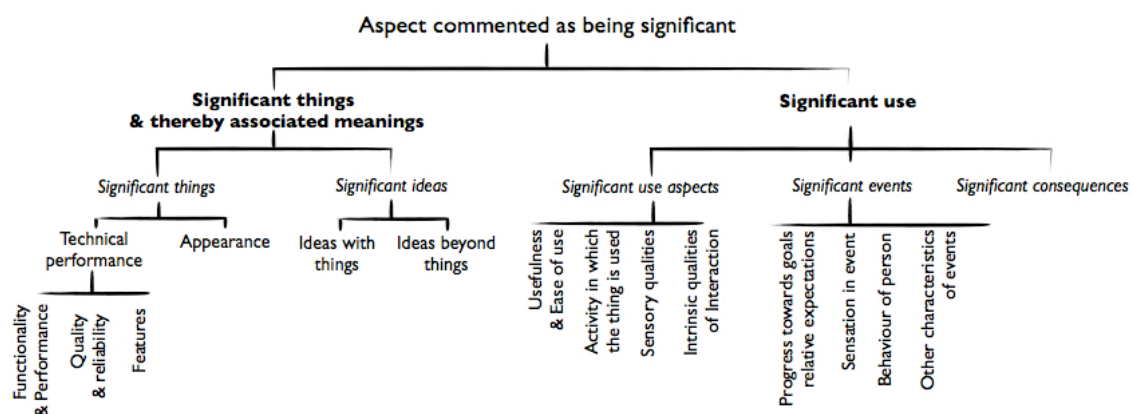 Aspect commented as being significant
Significant things
& thereby associated meanings
Significant use
Significant things
Significant ideas
Significant use aspects
Significant events
Significant consequences
Technical
performance
Appearance
Ideas with
things
Ideas beyond
things
Functionality
& Performance
Quality
& reliability
Features
Usefulness
& Ease of use
Activity in which
the thing is used
Sensory qualities
Intrinsic qualities
of Interaction
Progress towards goals
relative expectations
Sensation in event
Behaviour of person
Other characteristics
of events